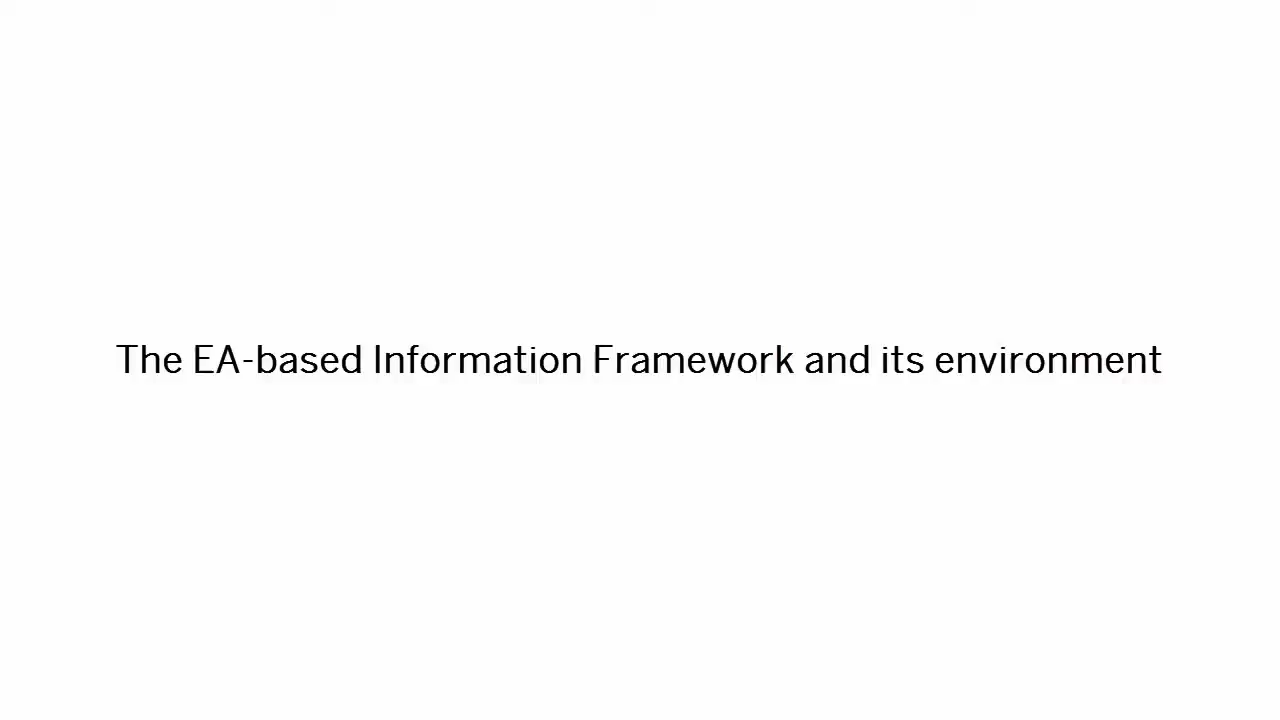 The EA-based Information Framework and its environment